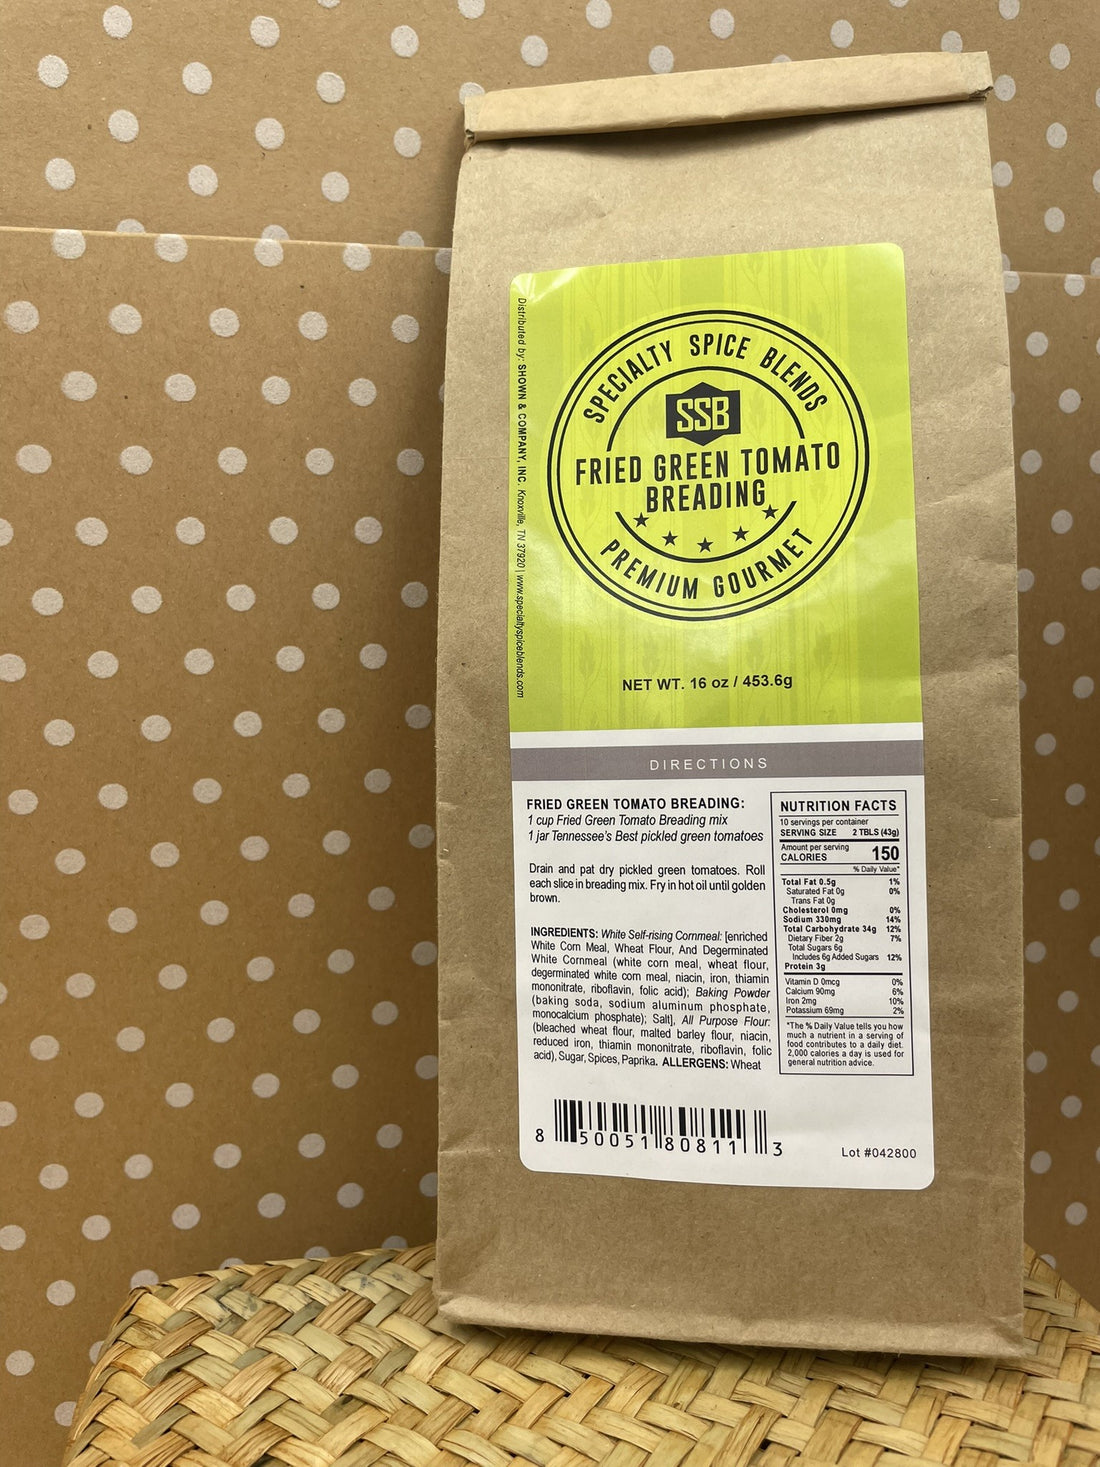 SPECIALTY SPICE BLENDS
SSB
FRIED GREEN TOMATO
BREADING
PREMIUM GOURMET
NET WT. 16 oz / 453.6g
Distributed by: SHOWN & COMPANY, INC. Knoxville, TN 37920 | www.specialtyspiceblends.com
DIRECTIONS
FRIED GREEN TOMATO BREADING:
1 cup Fried Green Tomato Breading mix
1 jar Tennessee's Best pickled green tomatoes
Drain and pat dry pickled green tomatoes. Roll
each slice in breading mix. Fry in hot oil until golden
brown.
INGREDIENTS: White Self-rising Cornmeal: [enriched
White Corn Meal, Wheat Flour, And Degerminated
White Cornmeal (white corn meal, wheat flour,
degerminated white corn meal, niacin, iron, thiamin
mononitrate, riboflavin, folic acid); Baking Powder
(baking soda, sodium aluminum phosphate,
monocalcium phosphate); Salt], All Purpose Flour:
(bleached wheat flour, malted barley flour, niacin,
reduced iron, thiamin mononitrate, riboflavin, folic
acid), Sugar, Spices, Paprika. ALLERGENS: Wheat
NUTRITION FACTS
10 servings per container
SERVING SIZE 2 TBLS (43g)
Amount per serving
CALORIES 150
% Daily Value*
Total Fat 0.5g 1%
Saturated Fat 0g 0%
Trans Fat 0g
Cholesterol 0mg 0%
Sodium 330mg 14%
Total Carbohydrate 34g 12%
Dietary Fiber 2g 7%
Total Sugars 6g
Includes 6g Added Sugars 12%
Protein 3g
Vitamin D 0mcg 0%
Calcium 90mg 6%
Iron 2mg 10%
Potassium 69mg 2%
*The % Daily Value tells you how
much a nutrient in a serving of
food contributes to a daily diet.
2,000 calories a day is used for
general nutrition advice.
8 50051 80811 3
Lot #042800